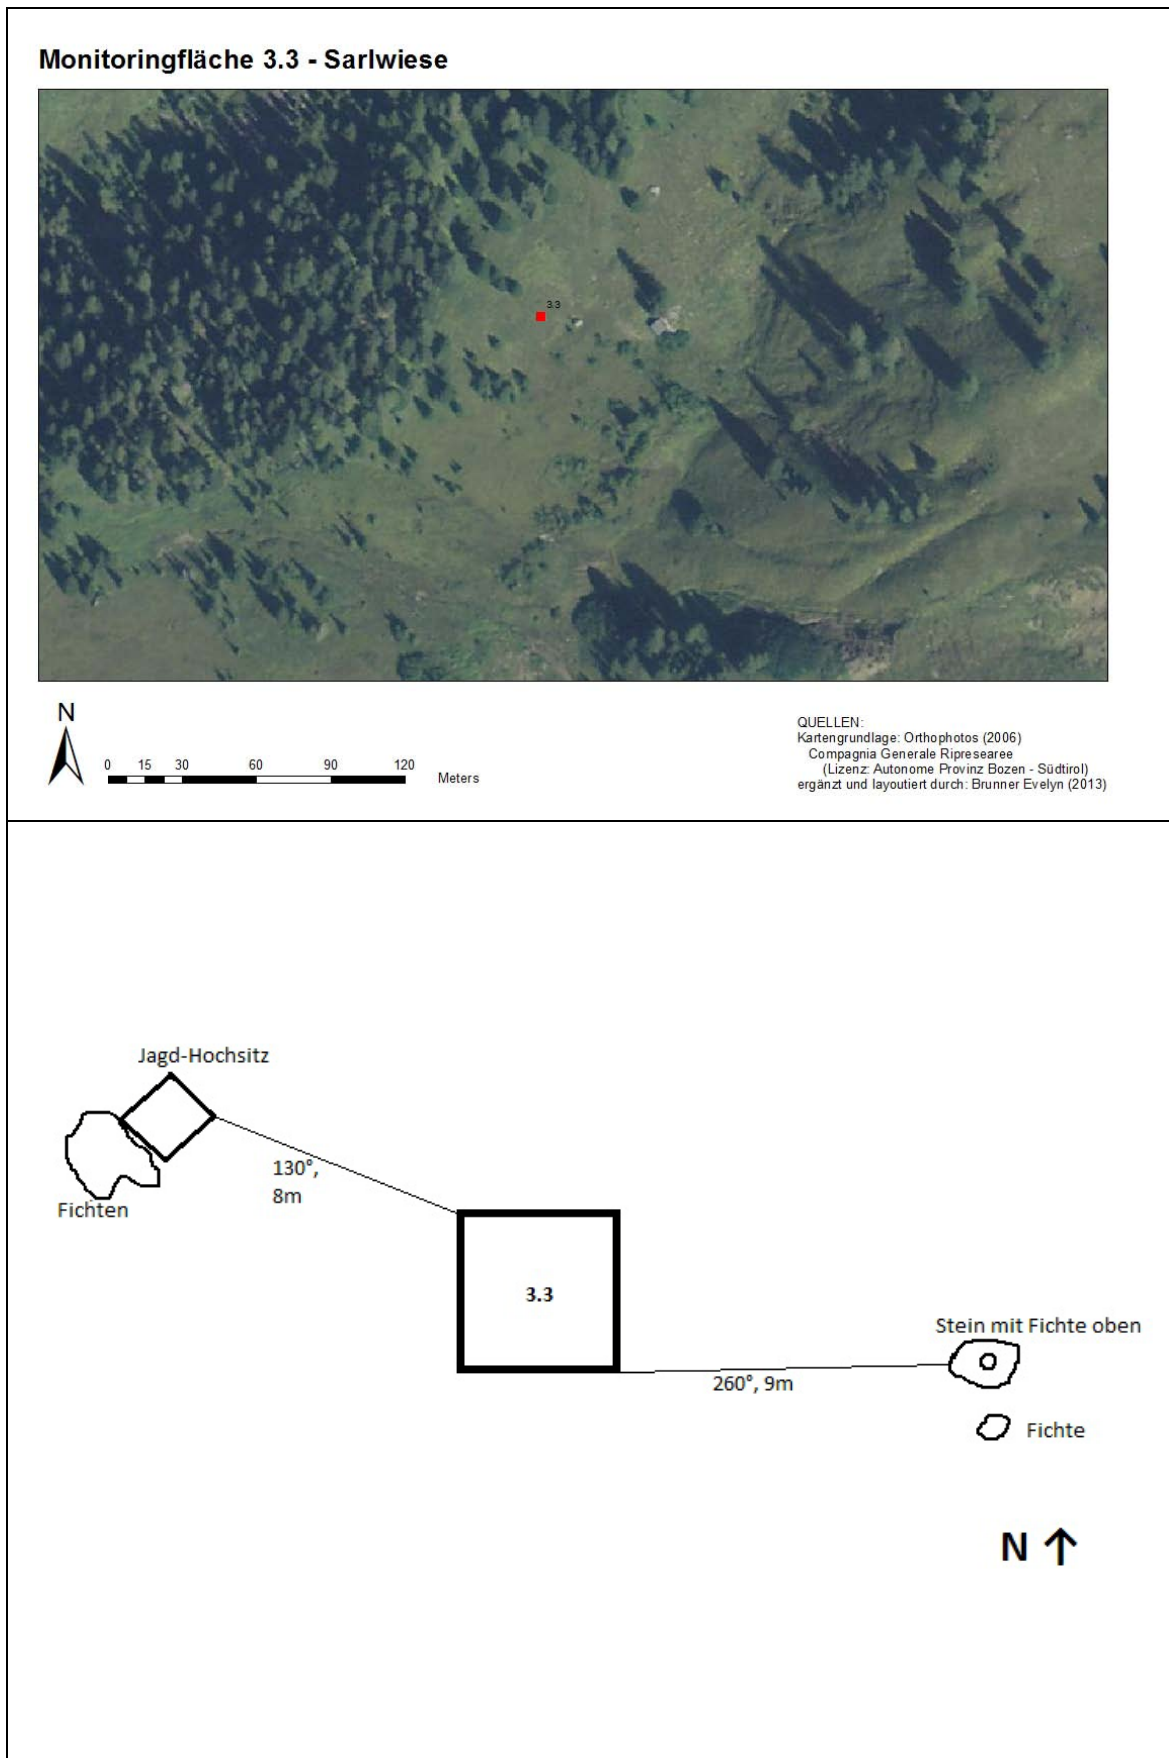 Monitoringfläche 3.3 - Sarlwiese
3.3
N
0 15 30 60 90 120
Meters
QUELLEN:
Kartengrundlage: Orthophotos (2006)
Compagnia Generale Ripresearee
(Lizenz: Autonome Provinz Bozen - Südtirol)
ergänzt und layoutiert durch: Brunner Evelyn (2013)
Jagd-Hochsitz
130°,
8m
Fichten
3.3
Stein mit Fichte oben
260°, 9m
Fichte
N